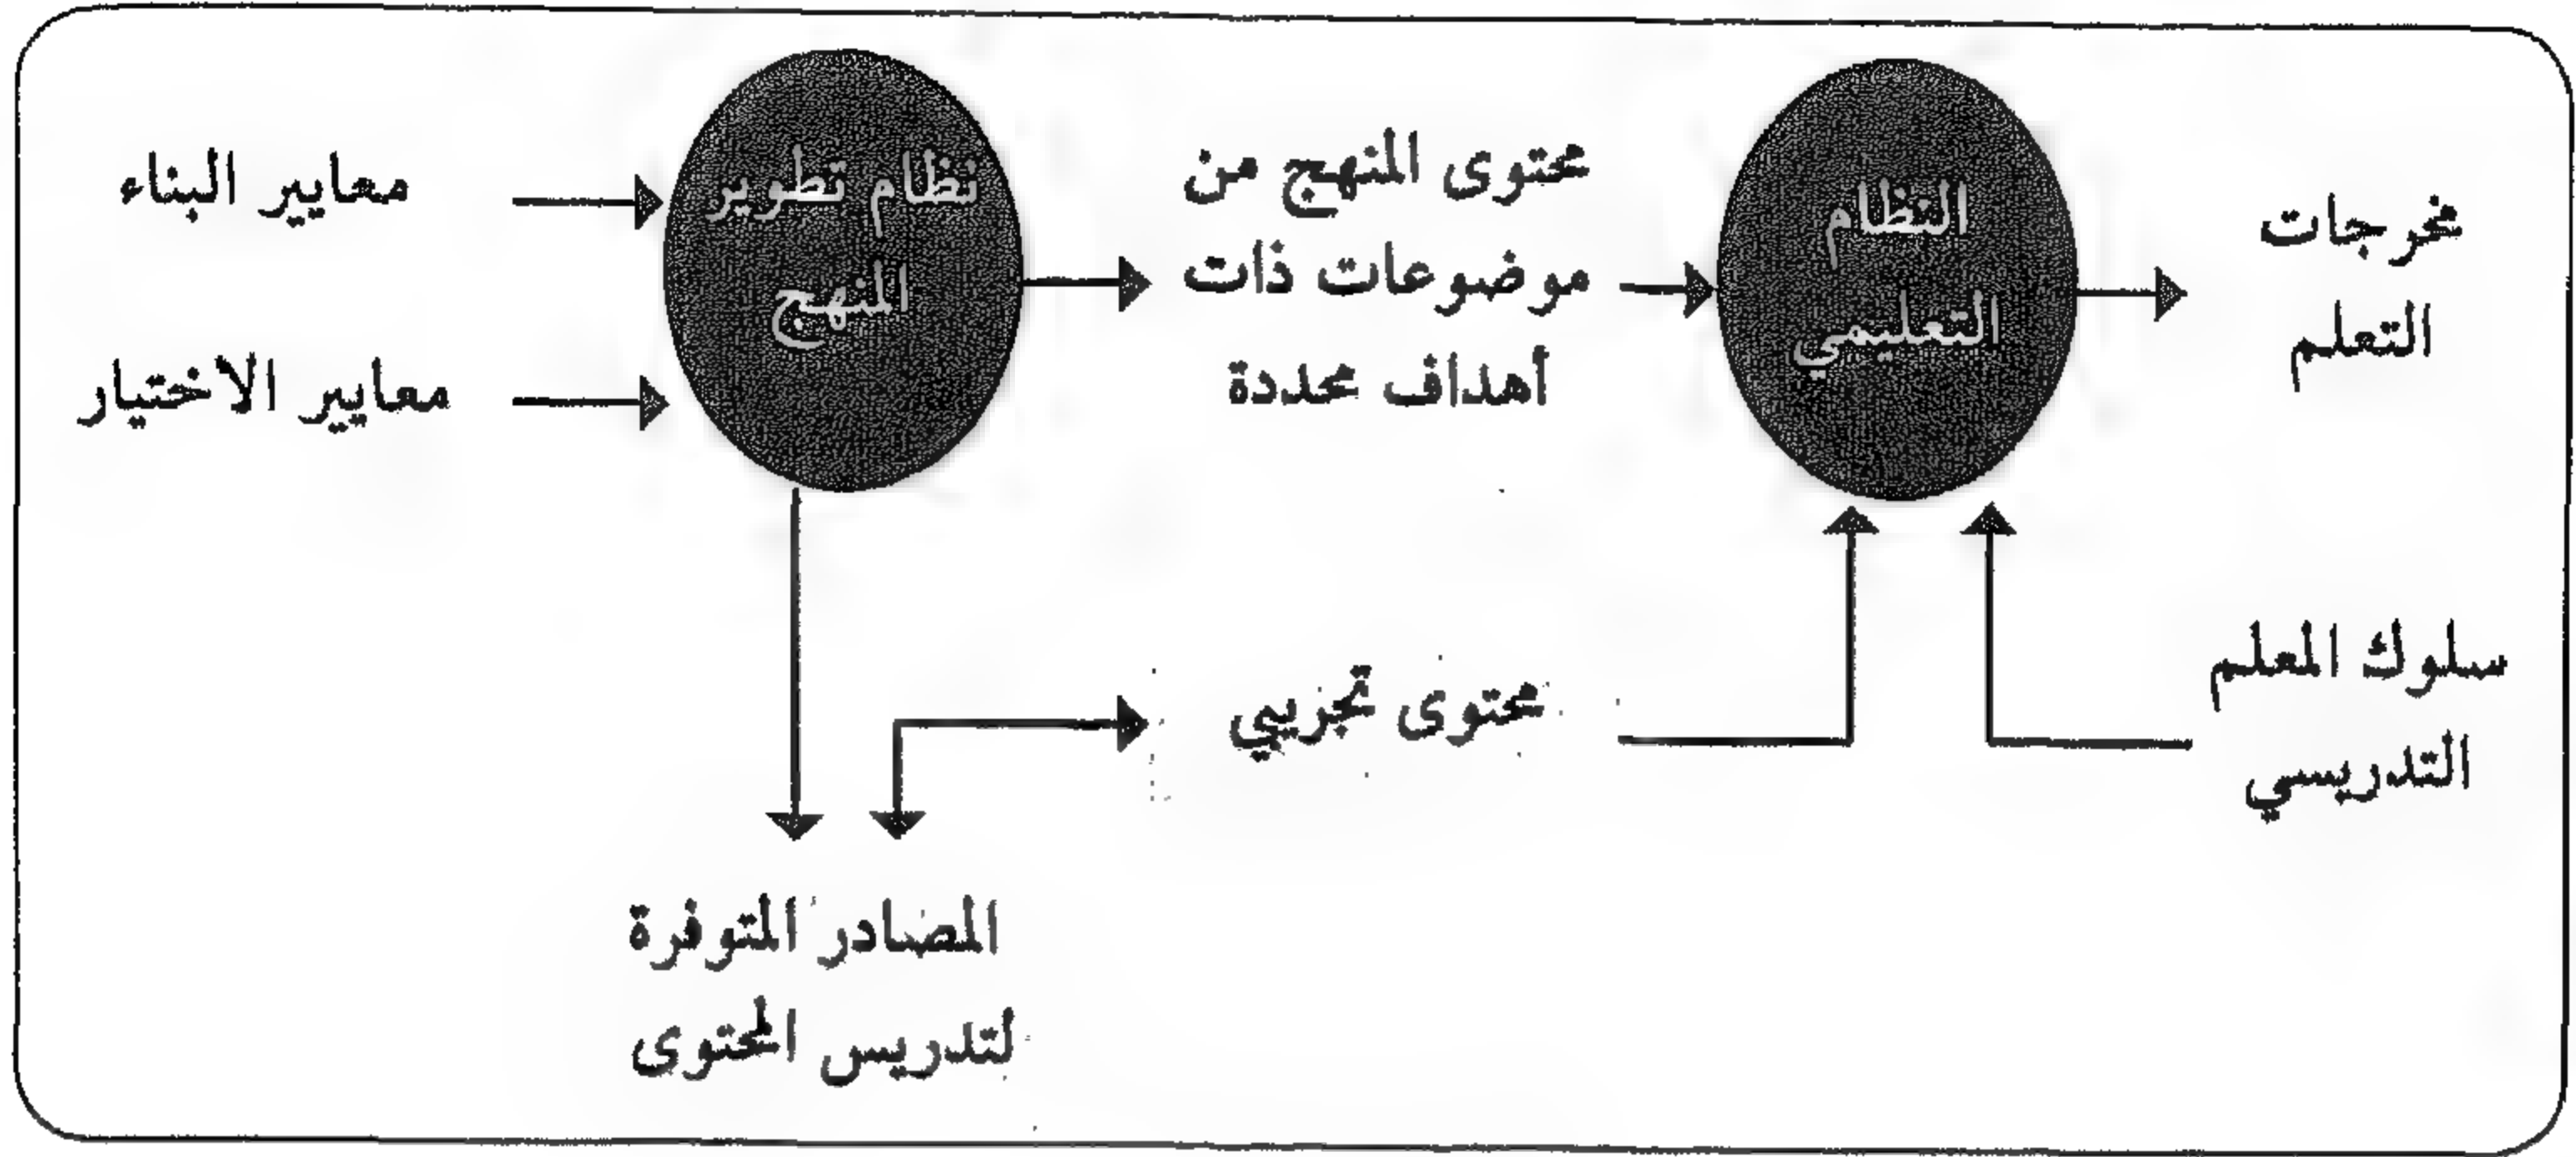 معايير البناء
معايير الاختيار
نظام تطوير
المنهج
محتوى المنهج من
موضوعات ذات
أهداف محددة
النظام
التعليمي
مخرجات
التعلم
محتوى تجريبي
سلوك المعلم
التدريسي
المصادر المتوفرة
لتدريس المحتوى